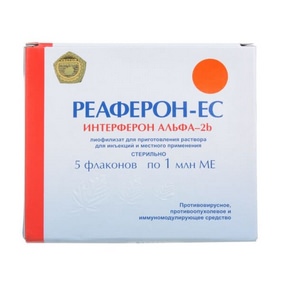 РЕАФЕРОН-ЕС
ИНТЕРФЕРОН АЛЬФА-2b
лиофилизат для приготовления раствора
для инъекций и местного применения
СТЕРИЛЬНО
5 флаконов по 1 млн МЕ
Противовирусное,
противоопухолевое и
иммуномодулирующее средство